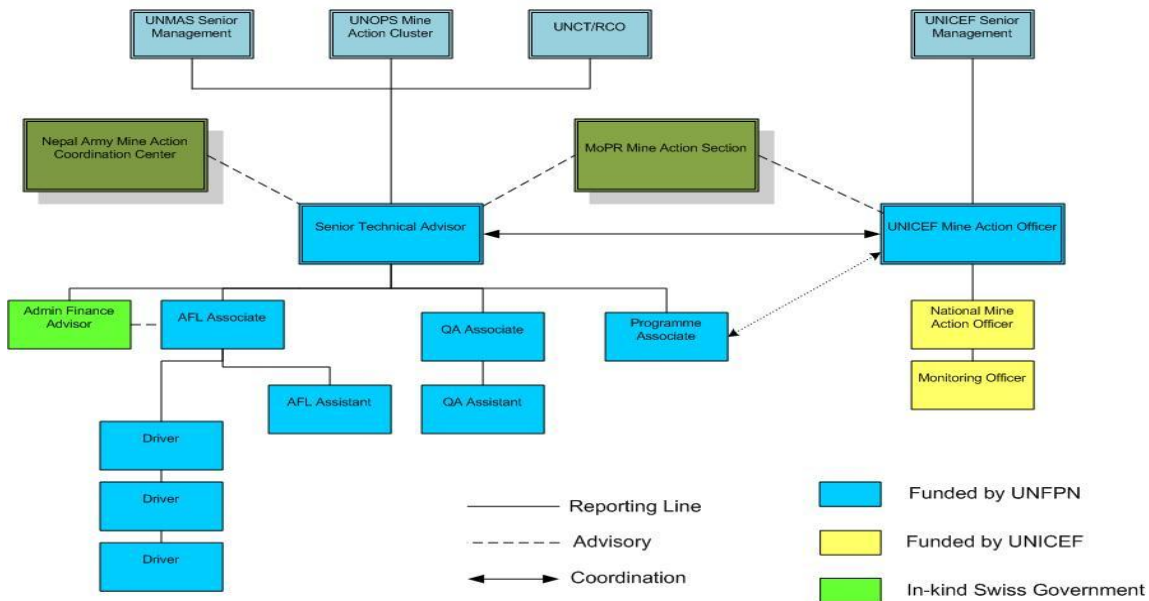 UNMAS Senior
Management
UNOPS Mine
Action Cluster
UNCT/RCO
UNICEF Senior
Management
Nepal Army Mine Action
Coordination Center
MoPR Mine Action Section
Senior Technical Advisor
UNICEF Mine Action Officer
Admin Finance
Advisor
AFL Associate
QA Associate
Programme
Associate
National Mine
Action Officer
AFL Assistant
QA Assistant
Monitoring Officer
Driver
Driver
Driver
Reporting Line
Advisory
Coordination
Funded by UNFPN
Funded by UNICEF
In-kind Swiss Government